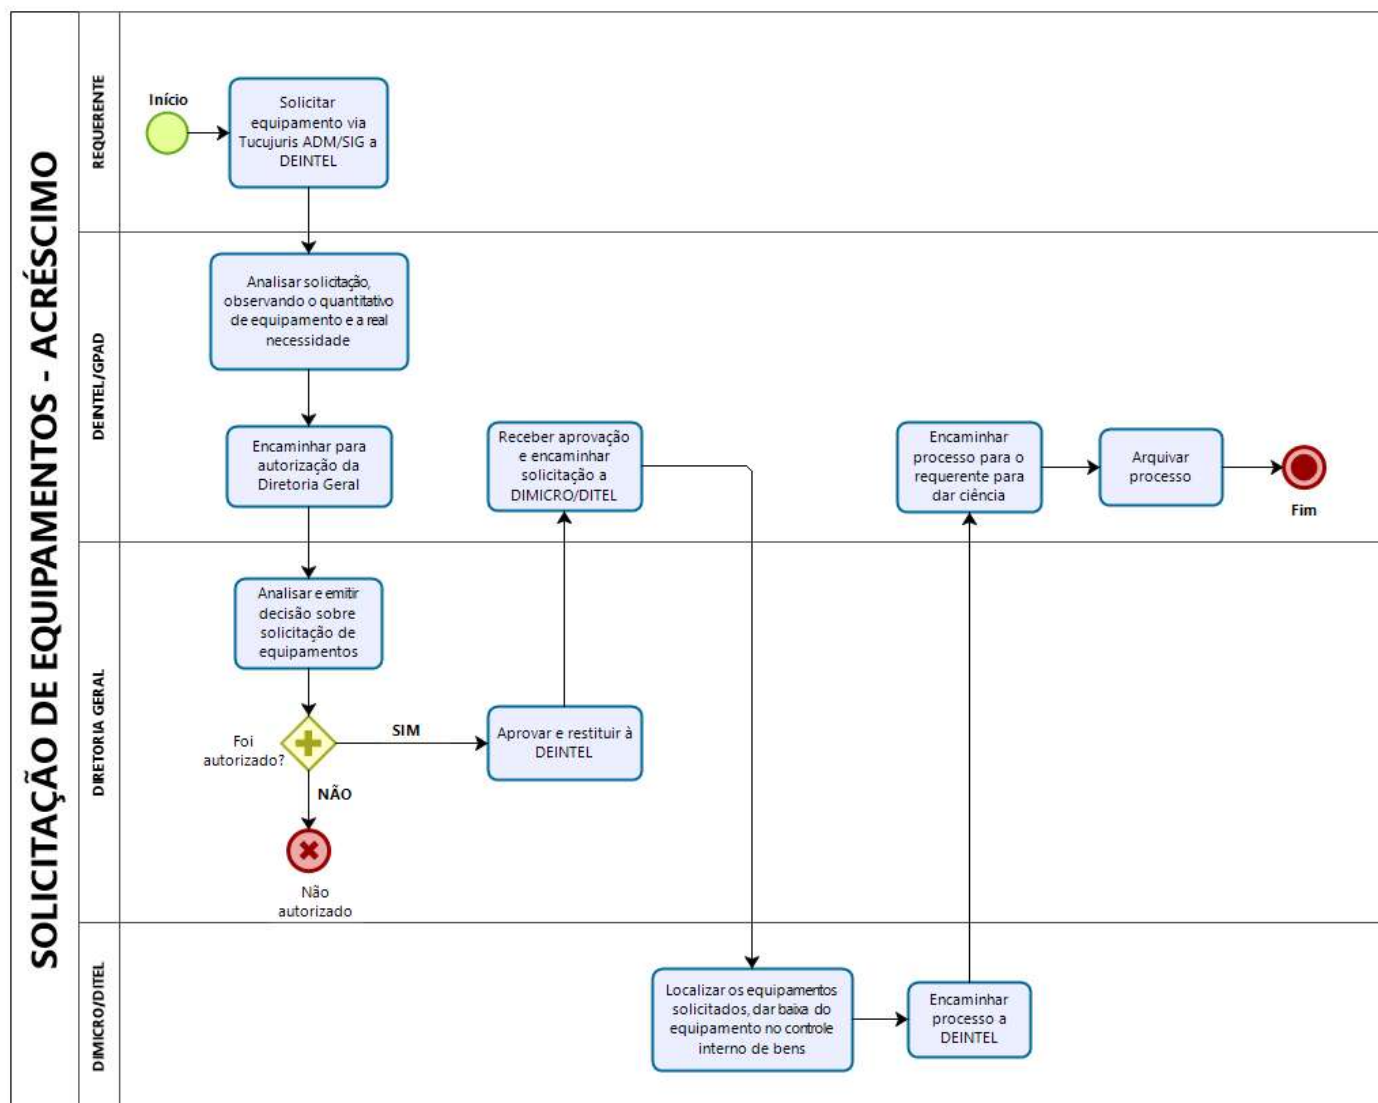 SOLICITAÇÃO DE EQUIPAMENTOS - ACRÉSCIMO
REQUERENTE
Início
Solicitar
equipamento via
Tucujuris ADM/SIG a
DEINTEL
DEINTEL/GPAD
Analisar solicitação,
observando o quantitativo
de equipamento e a real
necessidade
Encaminhar para
autorização da
Diretoria Geral
Receber aprovação
e encaminhar
solicitação a
DIMICRO/DITEL
Encaminhar
processo para o
requerente para
dar ciência
Arquivar
processo
Fim
DIRETORIA GERAL
Analisar e emitir
decisão sobre
solicitação de
equipamentos
Foi
autorizado?
SIM
Aprovar e restituir à
DEINTEL
NÃO
Não
autorizado
DIMICRO/DITEL
Localizar os equipamentos
solicitados, dar baixa do
equipamento no controle
interno de bens
Encaminhar
processo a
DEINTEL